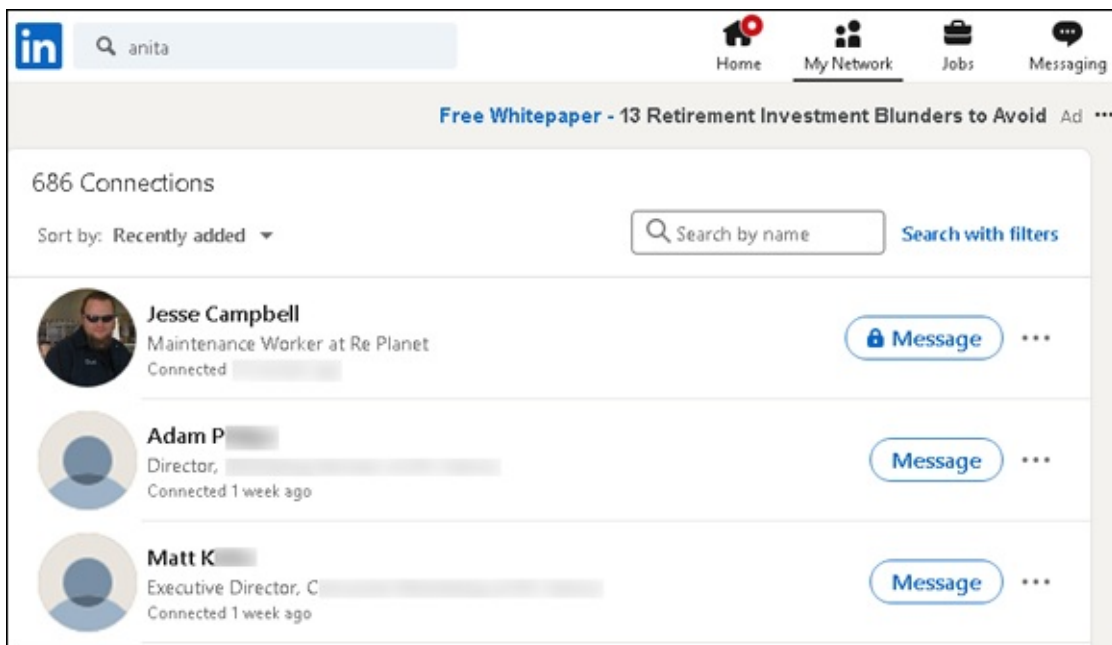 in
anita
Home
My Network
Jobs
Messaging
Free Whitepaper - 13 Retirement Investment Blunders to Avoid Ad
686 Connections
Sort by: Recently added
Search by name
Search with filters
Jesse Campbell
Maintenance Worker at Re Planet
Connected
Message
Adam P
Director,
Connected 1 week ago
Message
Matt K
Executive Director, C
Connected 1 week ago
Message